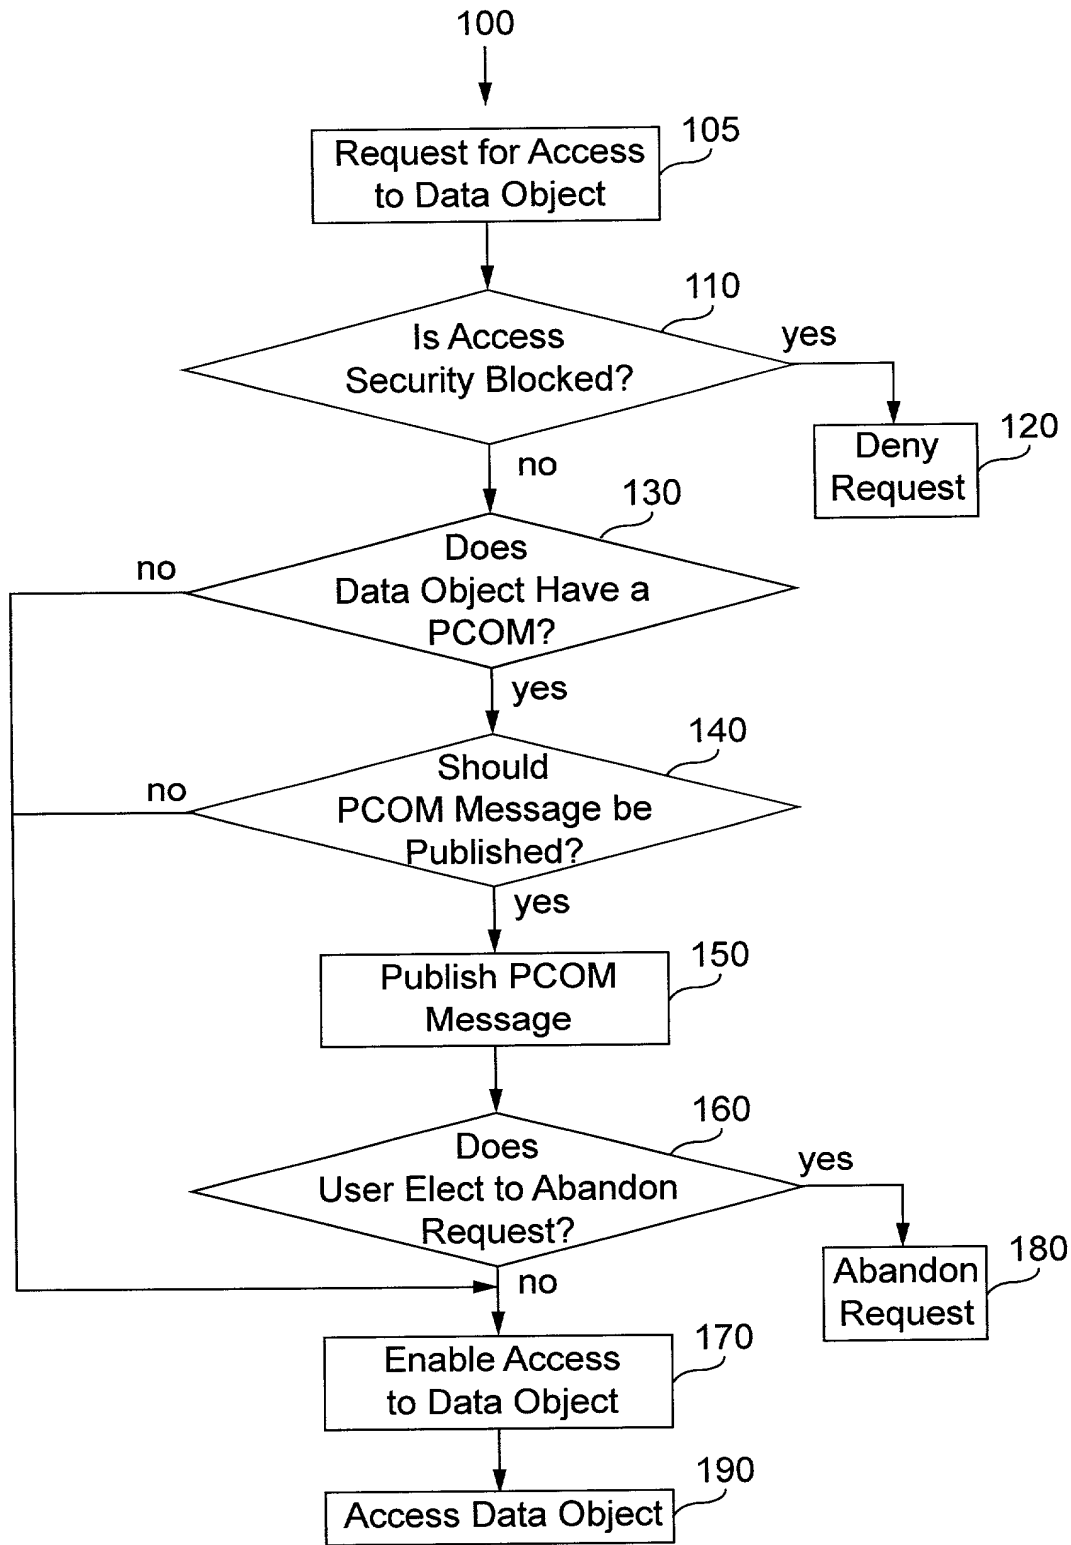 100
105
Request for Access
to Data Object
110
Is Access
Security Blocked?
yes
120
Deny
Request
no
130
Does
Data Object Have a
PCOM?
no
yes
140
Should
PCOM Message be
Published?
no
yes
150
Publish PCOM
Message
160
Does
User Elect to Abandon
Request?
yes
180
Abandon
Request
no
170
Enable Access
to Data Object
190
Access Data Object